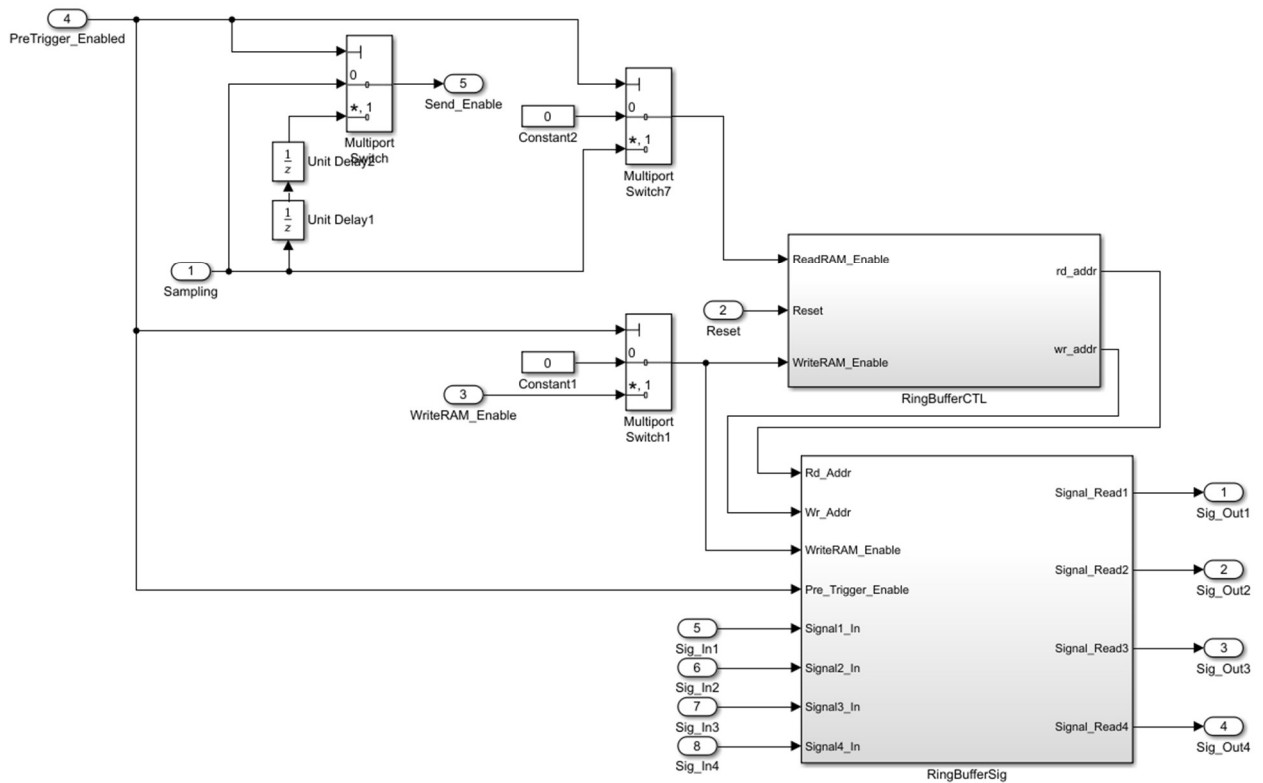 4
PreTrigger_Enabled
0
*, 1
Multiport
Switch
5
Send_Enable
1
z
Unit Delay2
1
z
Unit Delay1
1
Sampling
0
Constant2
0
*, 1
Multiport
Switch7
2
Reset
0
Constant1
3
WriteRAM_Enable
0
*, 1
Multiport
Switch1
ReadRAM_Enable
Reset
WriteRAM_Enable
rd_addr
wr_addr
RingBufferCTL
Rd_Addr
Wr_Addr
WriteRAM_Enable
Pre_Trigger_Enable
Signal1_In
Signal2_In
Signal3_In
Signal4_In
5
Sig_In1
6
Sig_In2
7
Sig_In3
8
Sig_In4
Signal_Read1
Signal_Read2
Signal_Read3
Signal_Read4
RingBufferSig
1
Sig_Out1
2
Sig_Out2
3
Sig_Out3
4
Sig_Out4